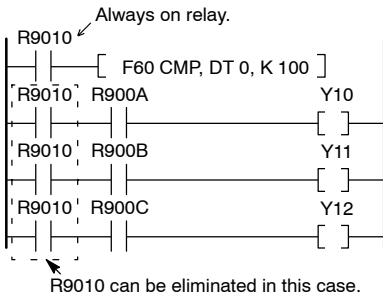 Always on relay.
R9010
F60 CMP, DT 0, K 100
R9010 R900A Y10
R9010 R900B Y11
R9010 R900C Y12
R9010 can be eliminated in this case.